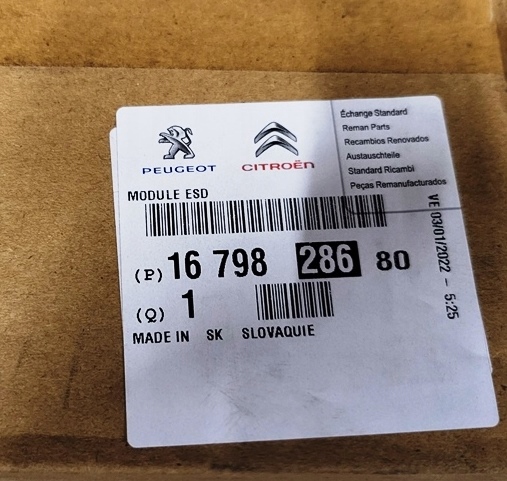 PEUGEOT
CITROËN
Échange Standard
Reman Parts
Recambios Renovados
Austauschteile
Standard Ricambi
Peças Remanufacturados
MODULE ESD
(P) 16 798 286 80
(Q) 1
MADE IN SK SLOVAQUIE
VE 03/01/2022 - 5:25